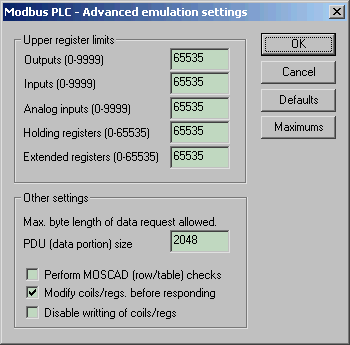 Modbus PLC - Advanced emulation settings
Upper register limits
Outputs (0-9999) 65535
Inputs (0-9999) 65535
Analog inputs (0-9999) 65535
Holding registers (0-65535) 65535
Extended registers (0-65535) 65535
OK
Cancel
Defaults
Maximums
Other settings
Max. byte length of data request allowed.
PDU (data portion) size 2048
Perform MOSCAD (row/table) checks
Modify coils/regs. before responding
Disable writting of coils/regs